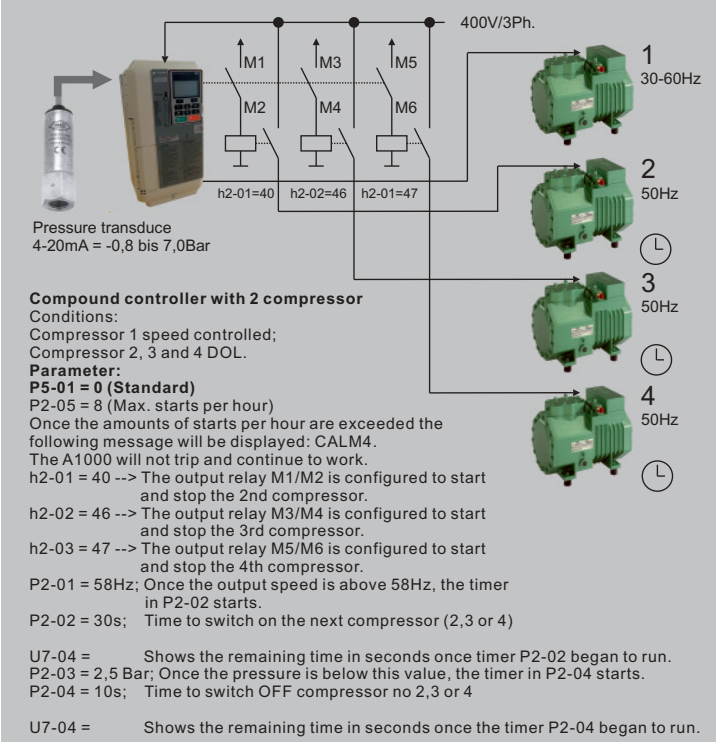 400V/3Ph.
M1
M3
M5
M2
M4
M6
h2-01=40
h2-02=46
h2-01=47
1
30-60Hz
2
50Hz
3
50Hz
4
50Hz
Pressure transduce
4-20mA = -0,8 bis 7,0Bar
Compound controller with 2 compressor
Conditions:
Compressor 1 speed controlled;
Compressor 2, 3 and 4 DOL.
Parameter:
P5-01 = 0 (Standard)
P2-05 = 8 (Max. starts per hour)
Once the amounts of starts per hour are exceeded the
following message will be displayed: CALM4.
The A1000 will not trip and continue to work.
h2-01 = 40 --> The output relay M1/M2 is configured to start
and stop the 2nd compressor.
h2-02 = 46 --> The output relay M3/M4 is configured to start
and stop the 3rd compressor.
h2-03 = 47 --> The output relay M5/M6 is configured to start
and stop the 4th compressor.
P2-01 = 58Hz; Once the output speed is above 58Hz, the timer
in P2-02 starts.
P2-02 = 30s; Time to switch on the next compressor (2,3 or 4)
U7-04 = Shows the remaining time in seconds once timer P2-02 began to run.
P2-03 = 2,5 Bar; Once the pressure is below this value, the timer in P2-04 starts.
P2-04 = 10s; Time to switch OFF compressor no 2,3 or 4
U7-04 = Shows the remaining time in seconds once the timer P2-04 began to run.